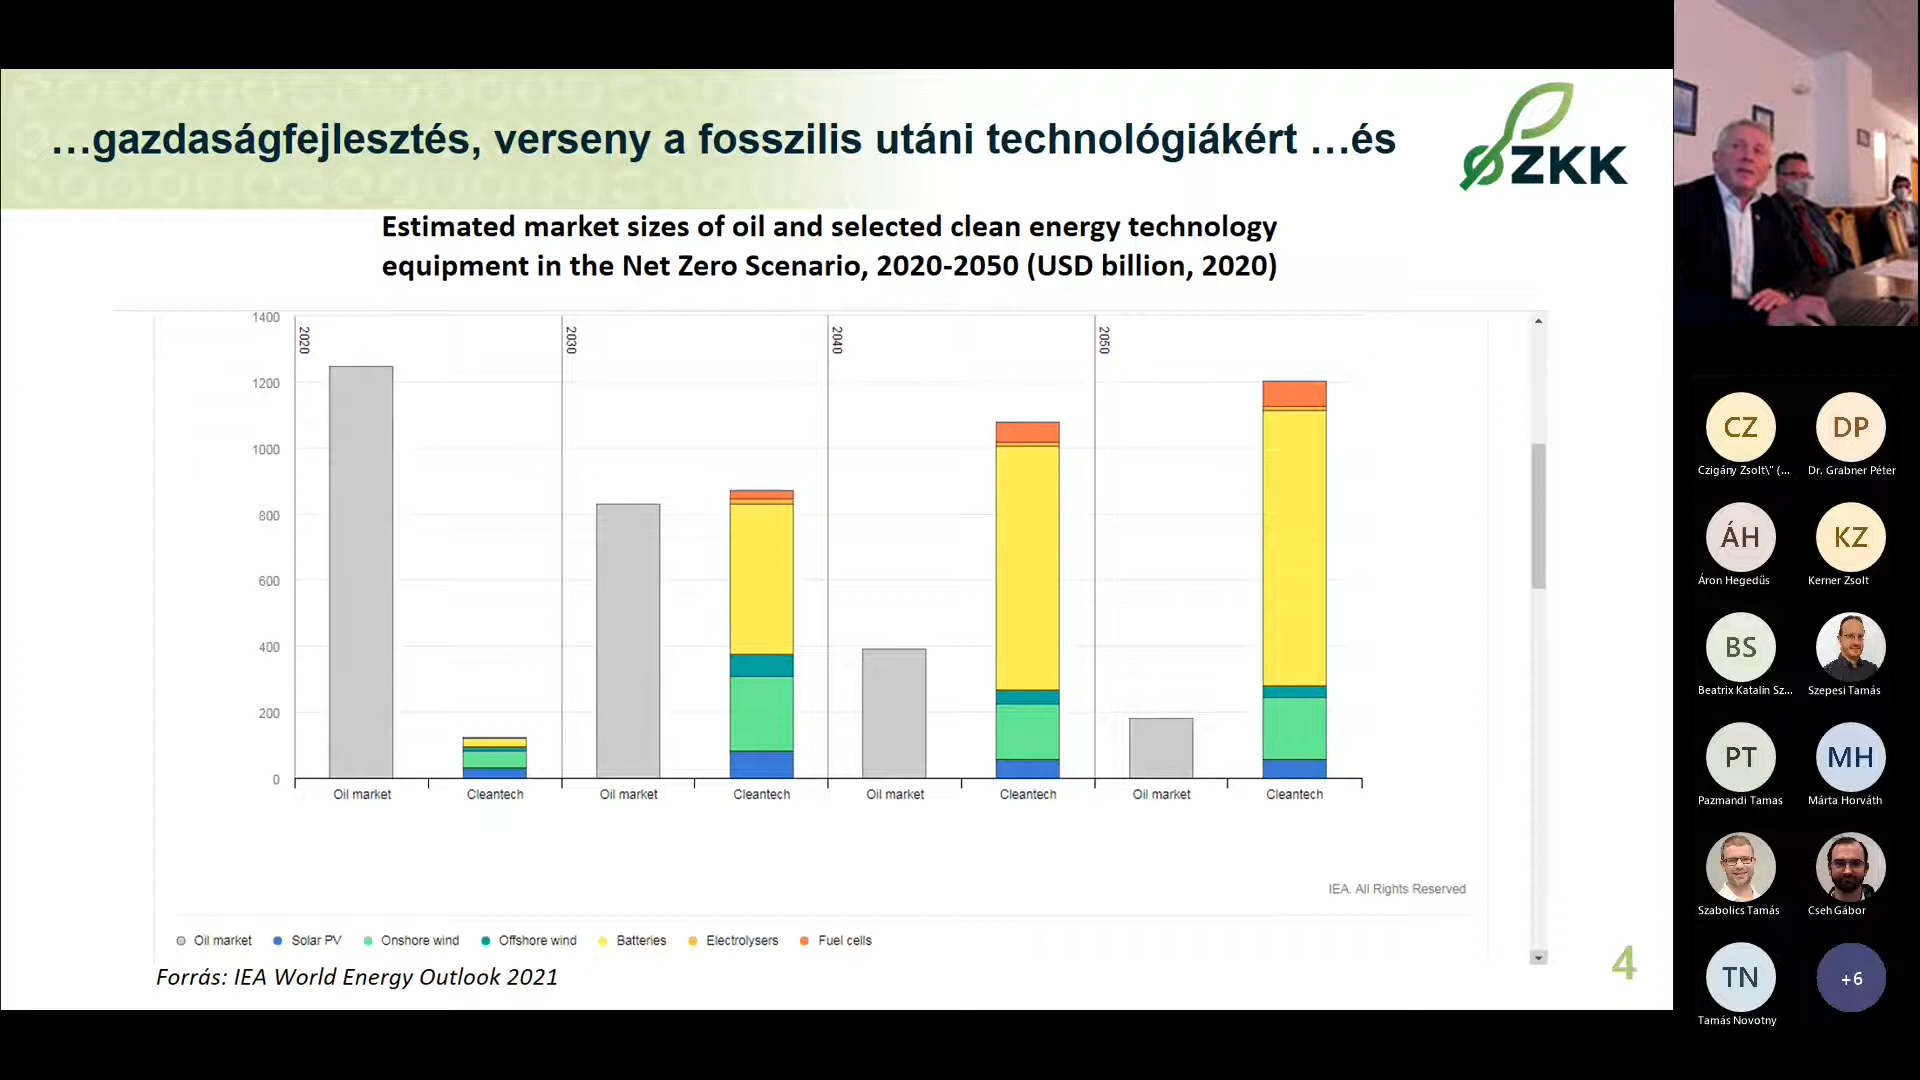 …gazdaságfejlesztés, verseny a fosszilis utáni technológiákért …és
ZKK
Estimated market sizes of oil and selected clean energy technology
equipment in the Net Zero Scenario, 2020-2050 (USD billion, 2020)
1400
1200
1000
800
600
400
200
0
2020
2030
2040
2050
Oil market
Cleantech
Oil market
Cleantech
Oil market
Cleantech
Oil market
Cleantech
IEA. All Rights Reserved
Oil market
Solar PV
Onshore wind
Offshore wind
Batteries
Electrolysers
Fuel cells
Forrás: IEA World Energy Outlook 2021
4
CZ
Czigány Zsolt\" (...
DP
Dr. Grabner Péter
ÁH
Áron Hegedűs
KZ
Kerner Zsolt
BS
Beatrix Katalin Sz...
Szepesi Tamás
PT
Pazmandi Tamas
MH
Márta Horváth
Szabolics Tamás
Cseh Gábor
TN
Tamás Novotny
+6